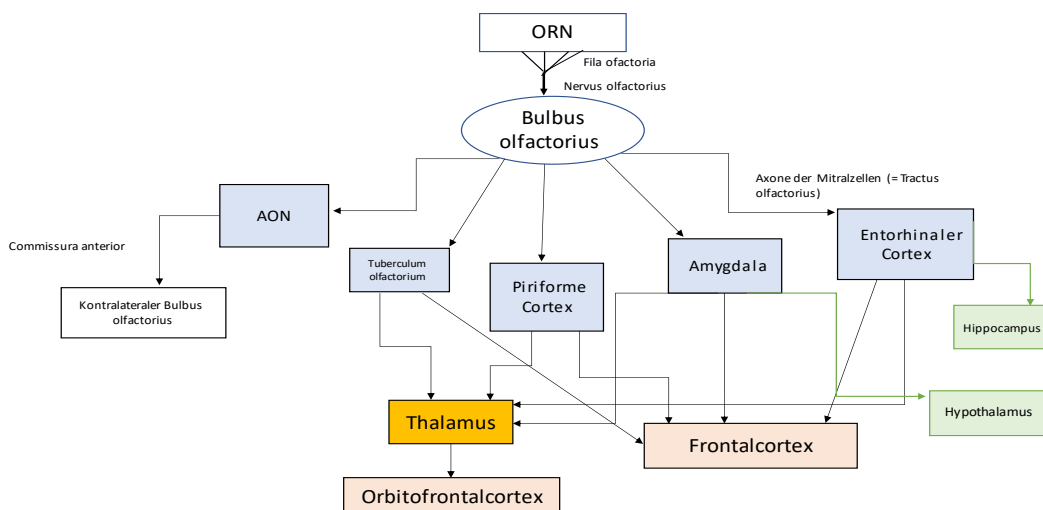 ORN
Fila ofactoria
Nervus olfactorius
Bulbus
olfactorius
Axone der Mitralzellen (= Tractus
olfactorius)
AON
Entorhinaler
Cortex
Commissura anterior
Tuberculum
olfactorium
Amygdala
Piriforme
Cortex
Kontralateraler Bulbus
olfactorius
Hippocampus
Hypothalamus
Thalamus
Frontalcortex
Orbitofrontalcortex